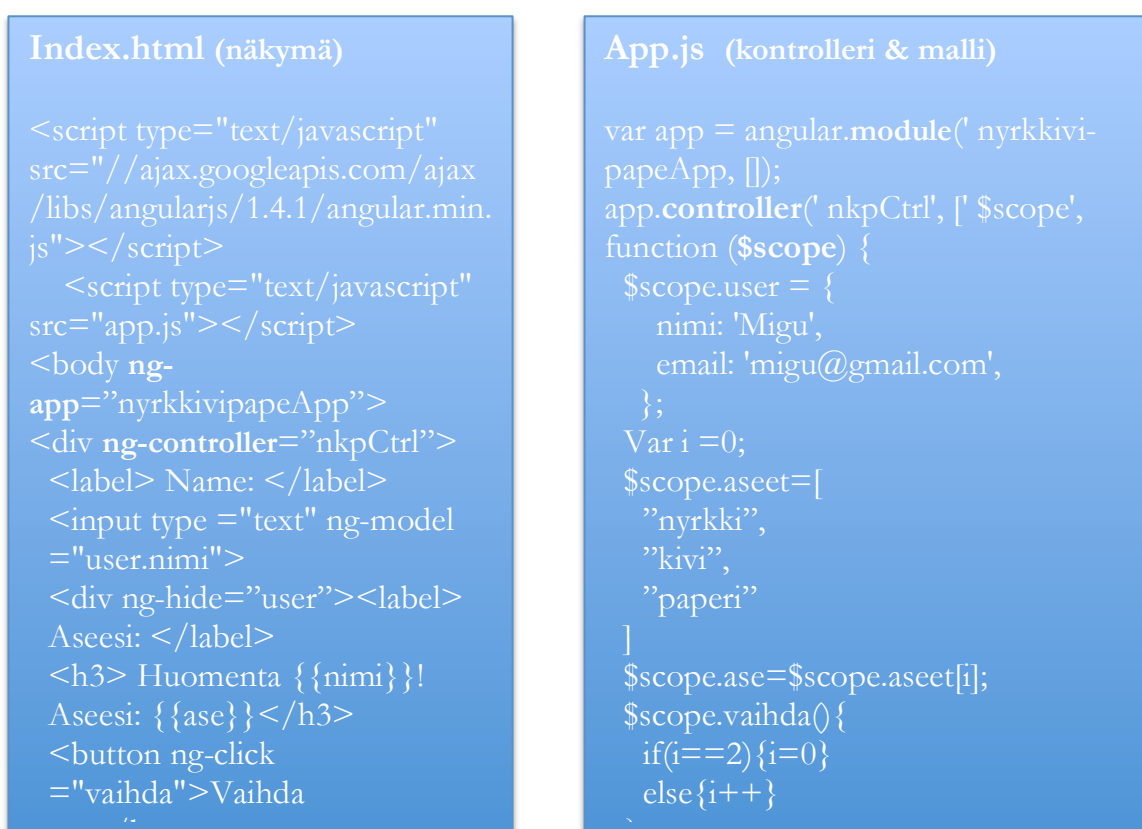 Index.html (näkymä)
<script type="text/javascript"
src="//ajax.googleapis.com/ajax
/libs/angularjs/1.4.1/angular.min.
js"></script>
<script type="text/javascript"
src="app.js"></script>
<body ng-
app=”nyrkkivipapeApp”>
<div ng-controller=”nkpCtrl”>
<label> Name: </label>
<input type ="text" ng-model
="user.nimi">
<div ng-hide=”user”><label>
Aseesi: </label>
<h3> Huomenta {{nimi}}!
Aseesi: {{ase}}</h3>
<button ng-click
="vaihda">Vaihda
App.js (kontrolleri & malli)
var app = angular.module(' nyrkkivi-
papeApp, []);
app.controller(' nkpCtrl', [' $scope',
function ($scope) {
$scope.user = {
nimi: 'Migu',
email: 'migu@gmail.com',
};
Var i =0;
$scope.aseet=[
”nyrkki”,
”kivi”,
”paperi”
]
$scope.ase=$scope.aseet[i];
$scope.vaihda(){
if(i==2){i=0}
else{i++}